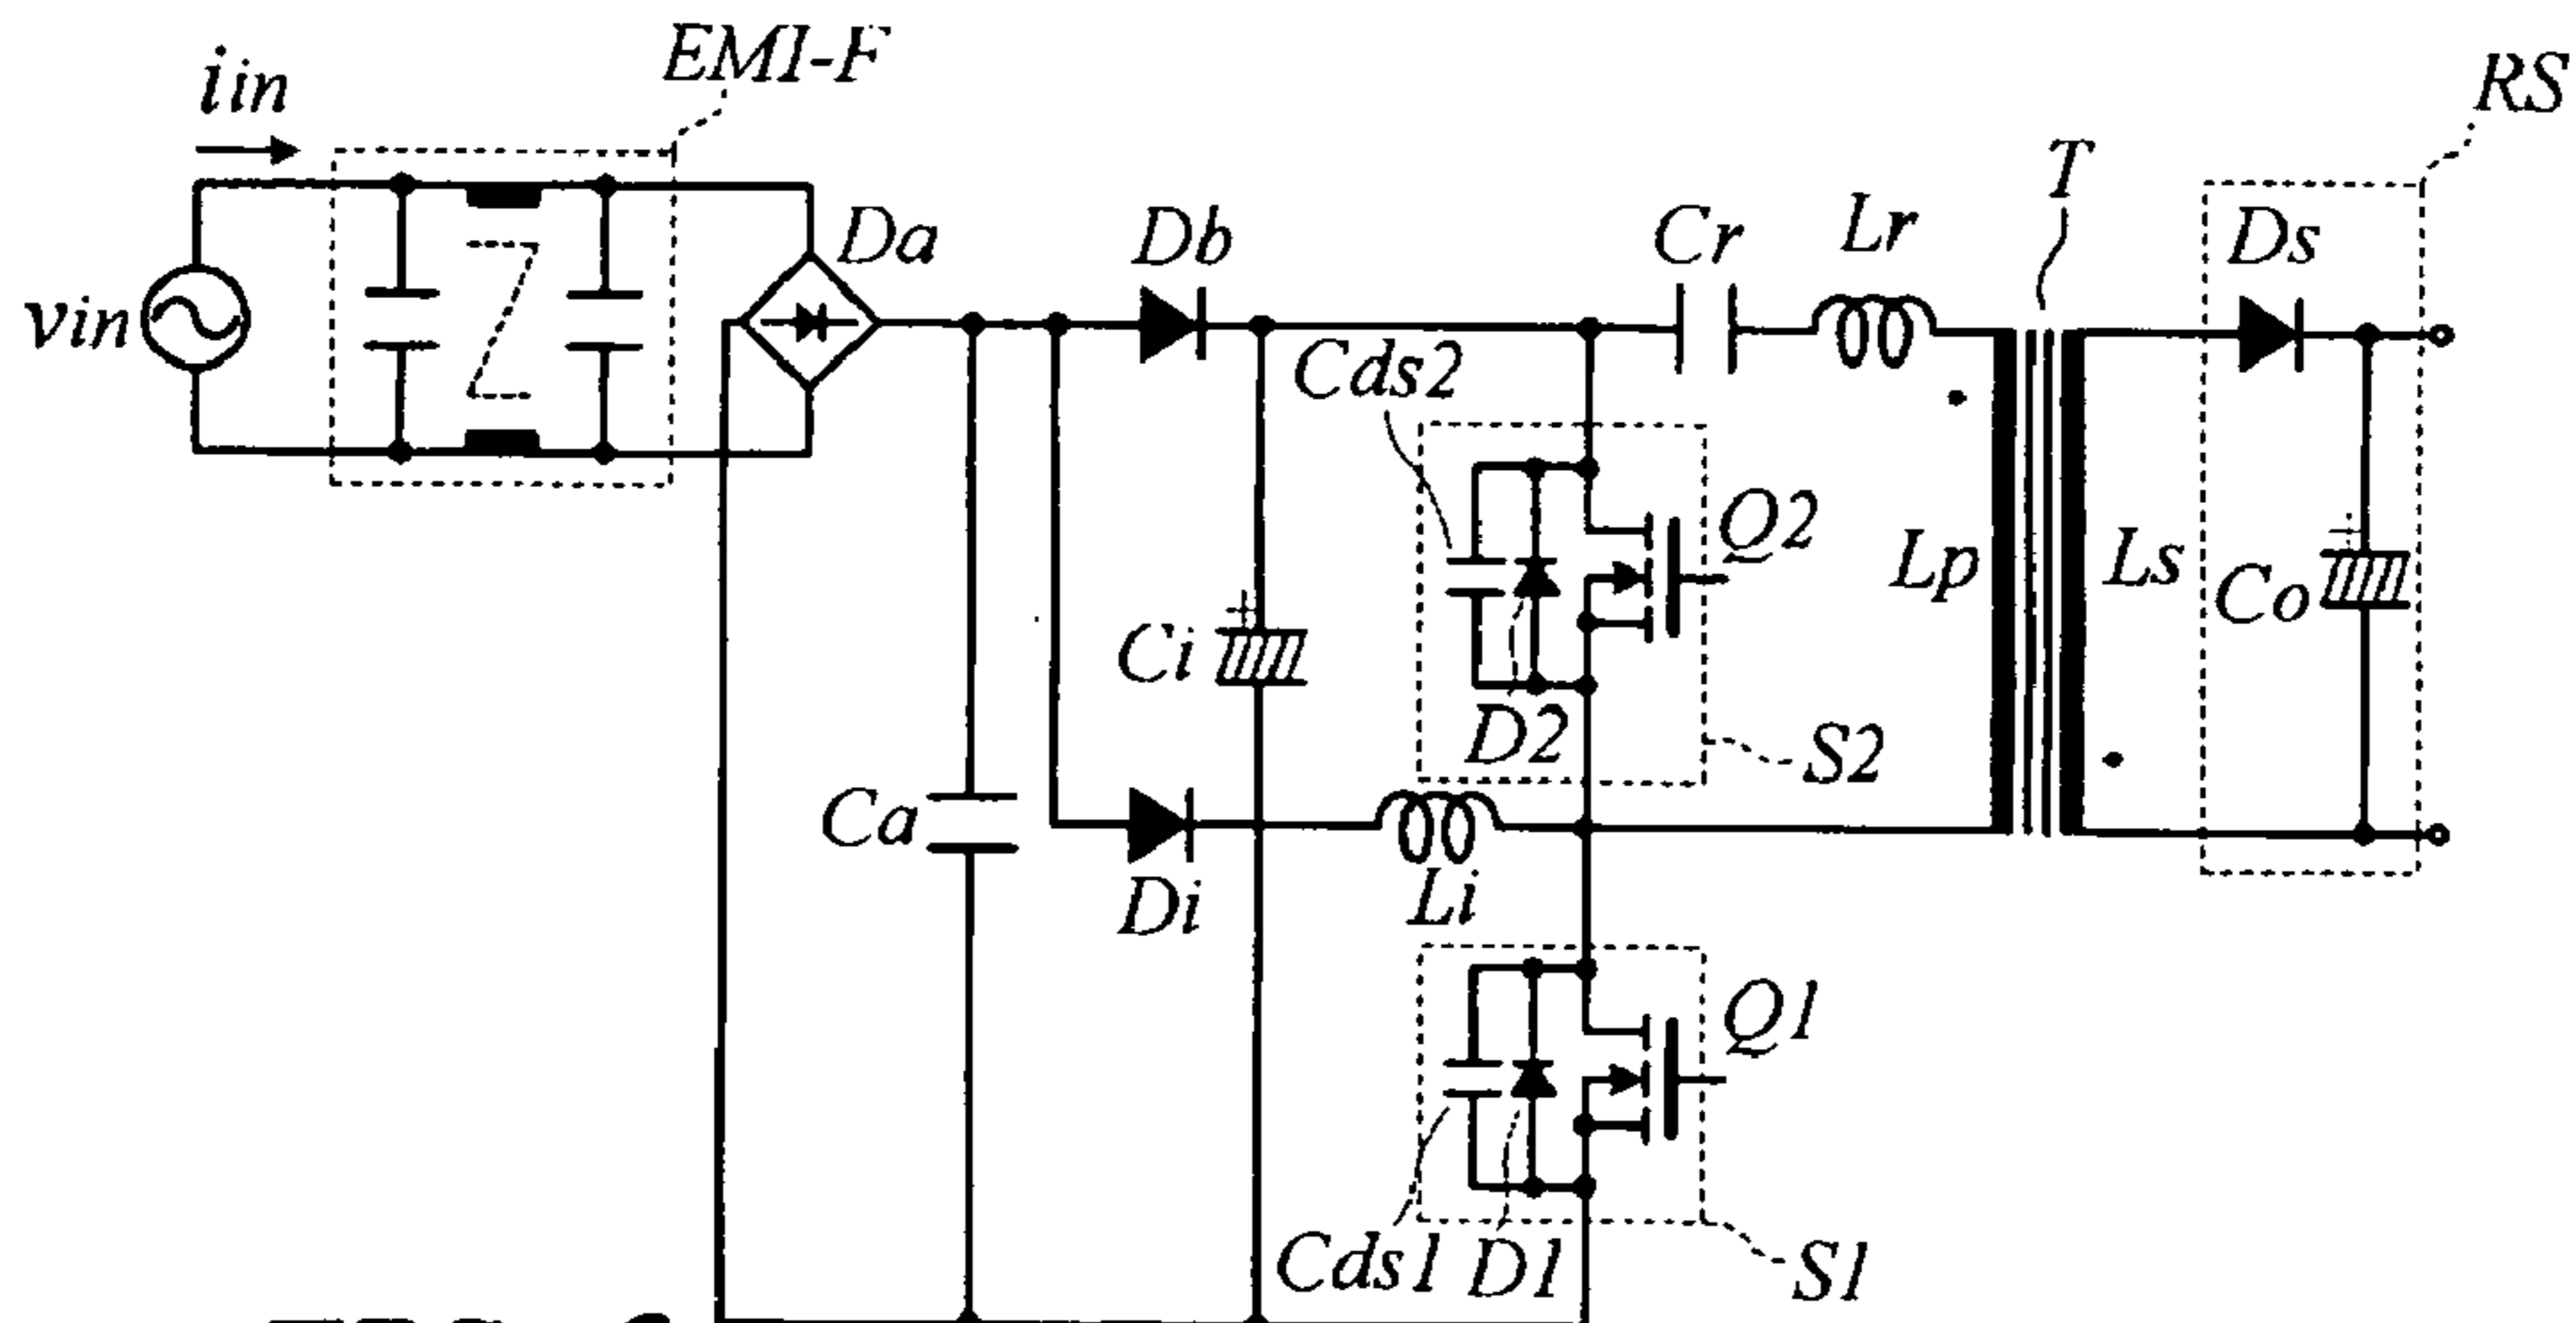 iin
EMI-F
RS
T
vin
Da
Db
Cr
Lr
Ds
Cds2
Q2
Lp
Ls
Co
Ci
D2
S2
Ca
Di
Li
Q1
Cds1
D1
S1